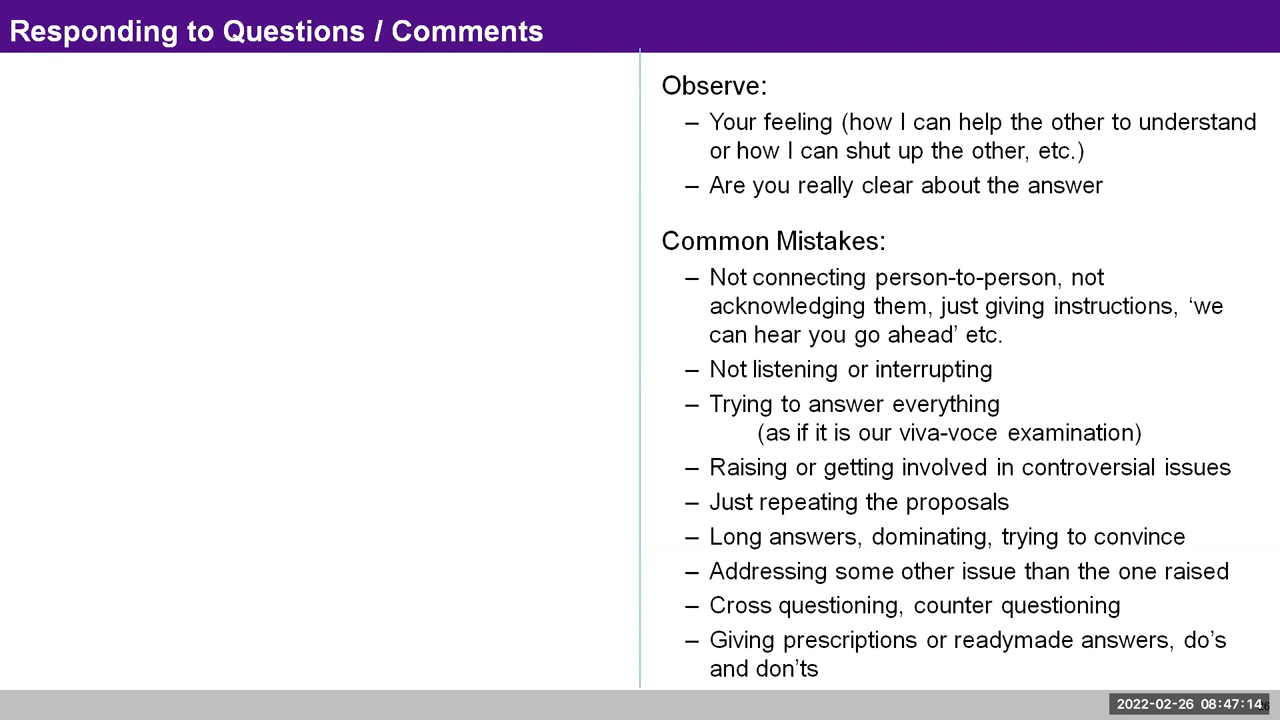 Responding to Questions / Comments
Observe:
– Your feeling (how I can help the other to understand
or how I can shut up the other, etc.)
– Are you really clear about the answer
Common Mistakes:
– Not connecting person-to-person, not
acknowledging them, just giving instructions, ‘we
can hear you go ahead’ etc.
– Not listening or interrupting
– Trying to answer everything
(as if it is our viva-voce examination)
– Raising or getting involved in controversial issues
– Just repeating the proposals
– Long answers, dominating, trying to convince
– Addressing some other issue than the one raised
– Cross questioning, counter questioning
– Giving prescriptions or readymade answers, do’s
and don’ts
2022-02-26 08:47:14